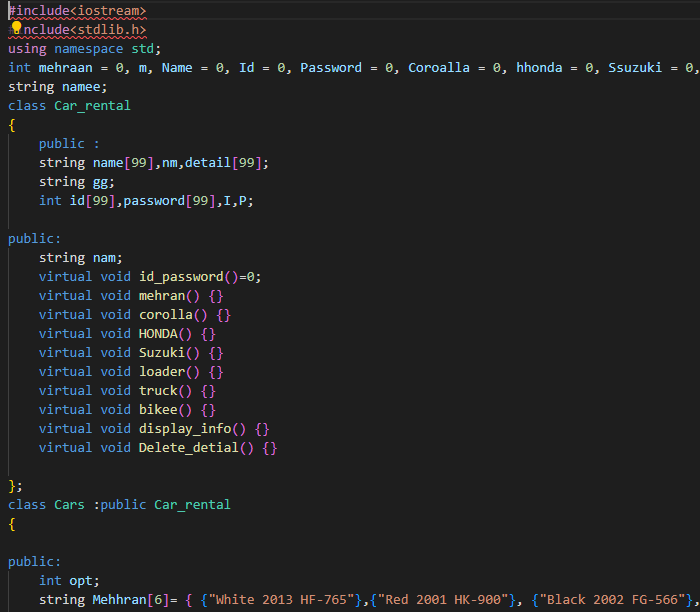 #include<iostream>
#include<stdlib.h>
using namespace std;
int mehraan = 0, m, Name = 0, Id = 0, Password = 0, Coroalla = 0, hhonda = 0, Ssuzuki = 0,
string namee;
class Car_rental
{
public :
string name[99],nm,detail[99];
string gg;
int id[99],password[99],I,P;
public:
string nam;
virtual void id_password()=0;
virtual void mehran() {}
virtual void corolla() {}
virtual void HONDA() {}
virtual void Suzuki() {}
virtual void loader() {}
virtual void truck() {}
virtual void bikee() {}
virtual void display_info() {}
virtual void Delete_detial() {}
};
class Cars :public Car_rental
{
public:
int opt;
string Mehhran[6]= { {"White 2013 HF-765"},{"Red 2001 HK-900"}, {"Black 2002 FG-566"},